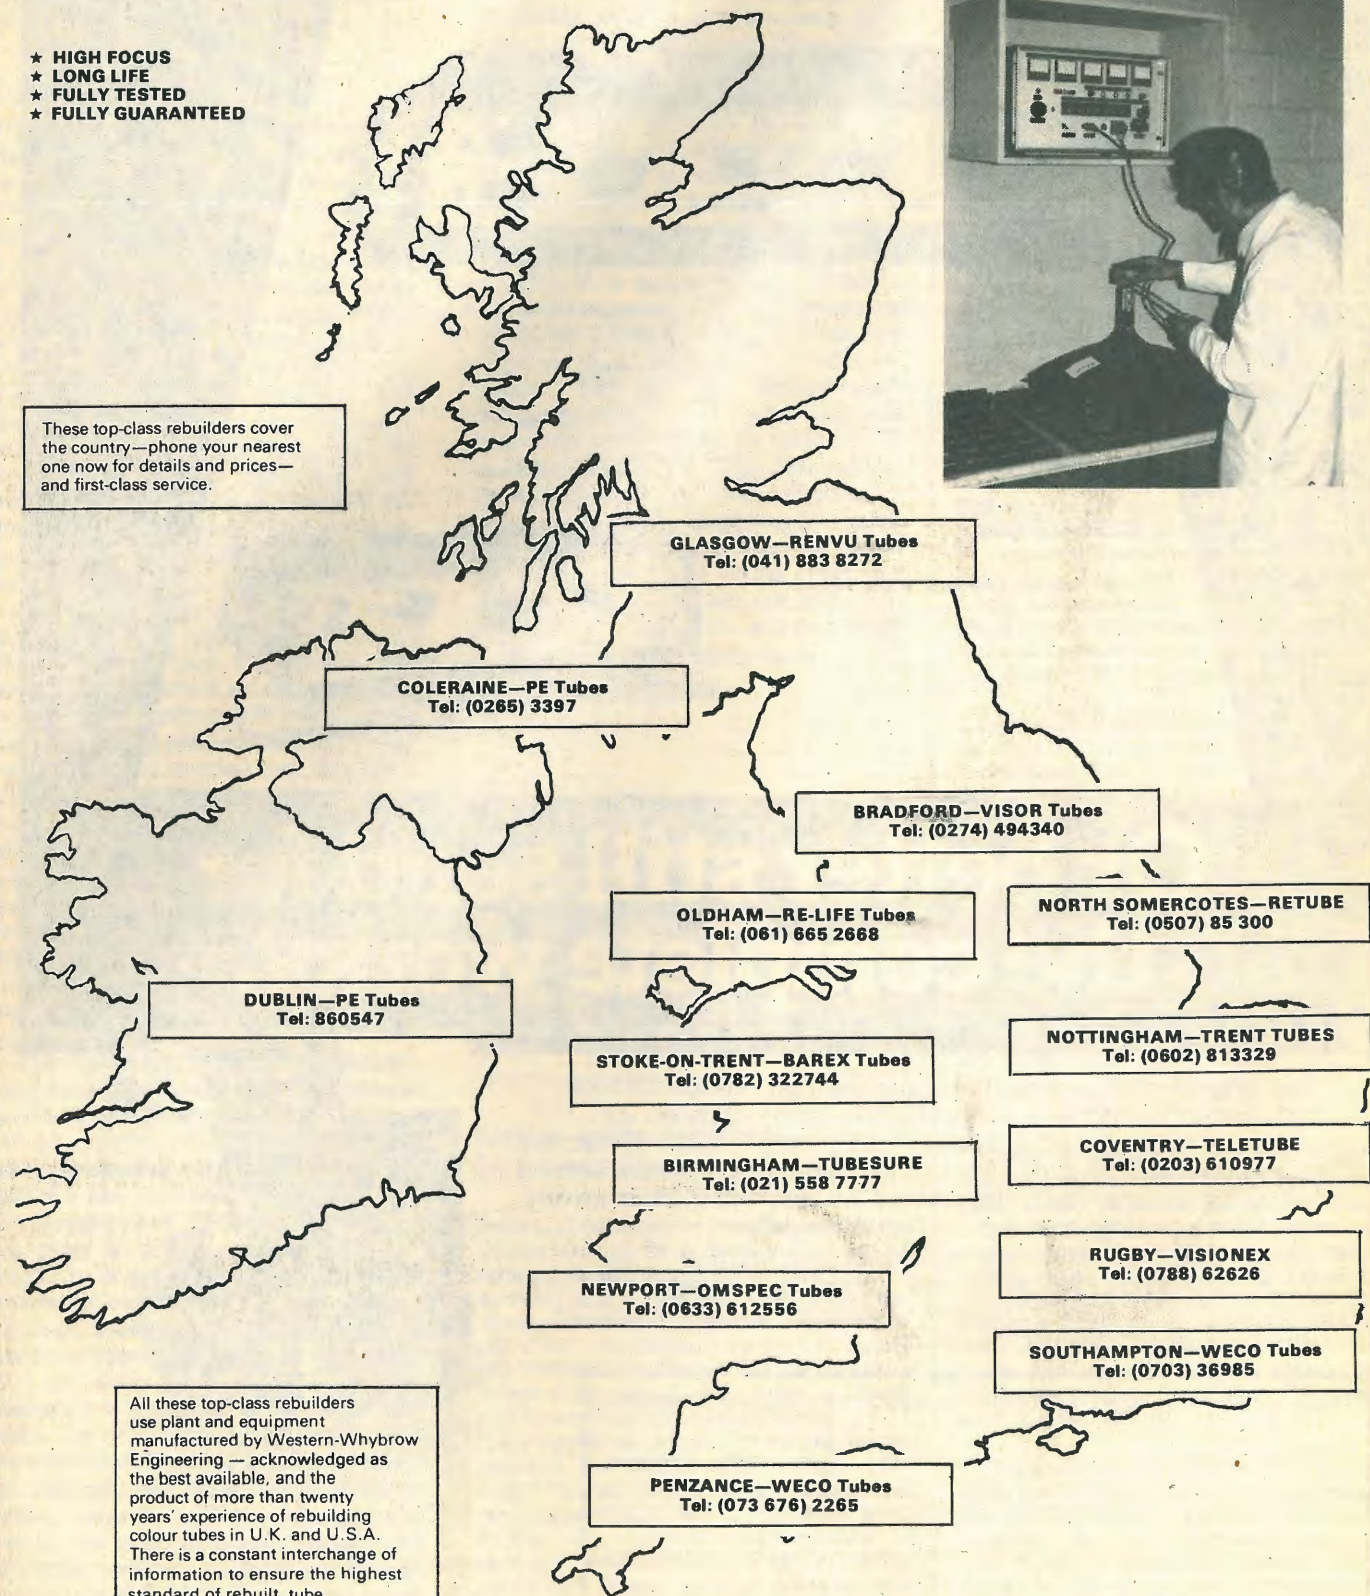 ★ HIGH FOCUS
★ LONG LIFE
★ FULLY TESTED
★ FULLY GUARANTEED
These top-class rebuilders cover
the country—phone your nearest
one now for details and prices—
and first-class service.
GLASGOW—RENVU Tubes
Tel: (041) 883 8272
COLERAINE—PE Tubes
Tel: (0265) 3397
BRADFORD—VISOR Tubes
Tel: (0274) 494340
OLDHAM—RE-LIFE Tubes
Tel: (061) 665 2668
NORTH SOMERCOTES—RETUBE
Tel: (0507) 85 300
DUBLIN—PE Tubes
Tel: 860547
NOTTINGHAM—TRENT TUBES
Tel: (0602) 813329
STOKE-ON-TRENT—BAREX Tubes
Tel: (0782) 322744
COVENTRY—TELETUBE
Tel: (0203) 610977
BIRMINGHAM—TUBESURE
Tel: (021) 558 7777
RUGBY—VISIONEX
Tel: (0788) 62626
NEWPORT—OMSPEC Tubes
Tel: (0633) 612556
SOUTHAMPTON—WECO Tubes
Tel: (0703) 36985
PENZANCE—WECO Tubes
Tel: (073 676) 2265
All these top-class rebuilders
use plant and equipment
manufactured by Western-Whybrow
Engineering — acknowledged as
the best available, and the
product of more than twenty
years' experience of rebuilding
colour tubes in U.K. and U.S.A.
There is a constant interchange of
information to ensure the highest
standard of rebuilt tube